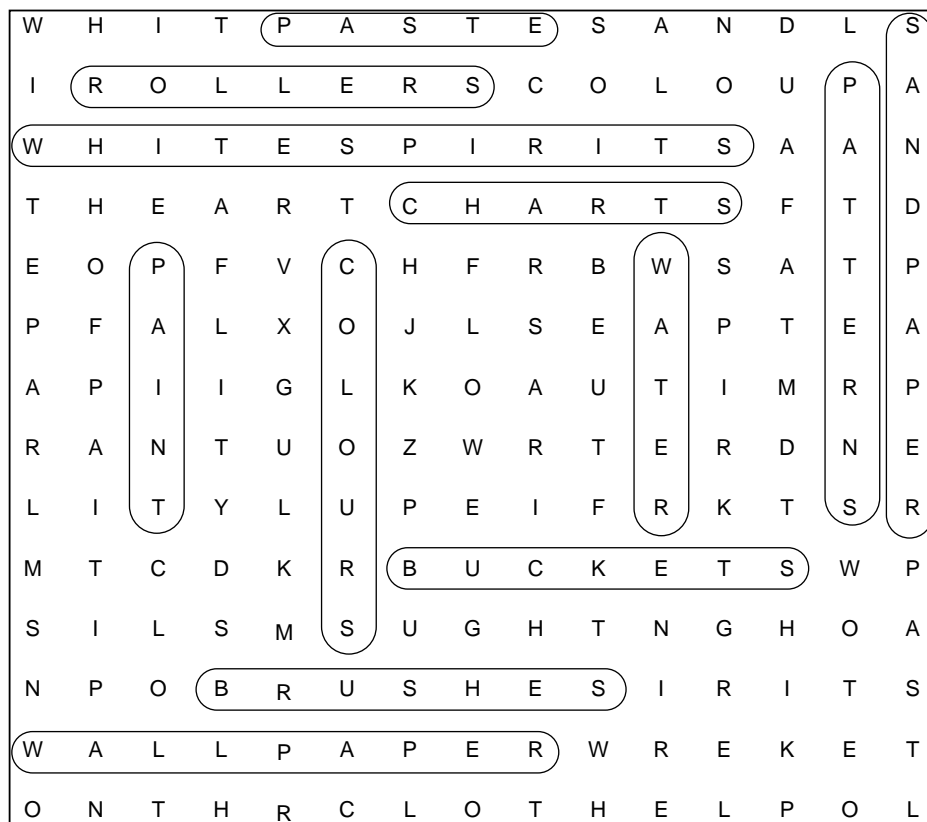 W H I T P A S T E S A N D L S
I R O L L E R S C O L O U P A
W H I T E S P I R I T S A A N
T H E A R T C H A R T S F T D
E O P F V C H F R B W S A T P
P F A L X O J L S E A P T E A
A P I I G L K O A U T I M R P
R A N T U O Z W R T E R D N E
L I T Y L U P E I F R K T S R
M T C D K R B U C K E T S W P
S I L S M S U G H T N G H O A
N P O B R U S H E S I R I T S
W A L L P A P E R W R E K E T
O N T H R C L O T H E L P O L